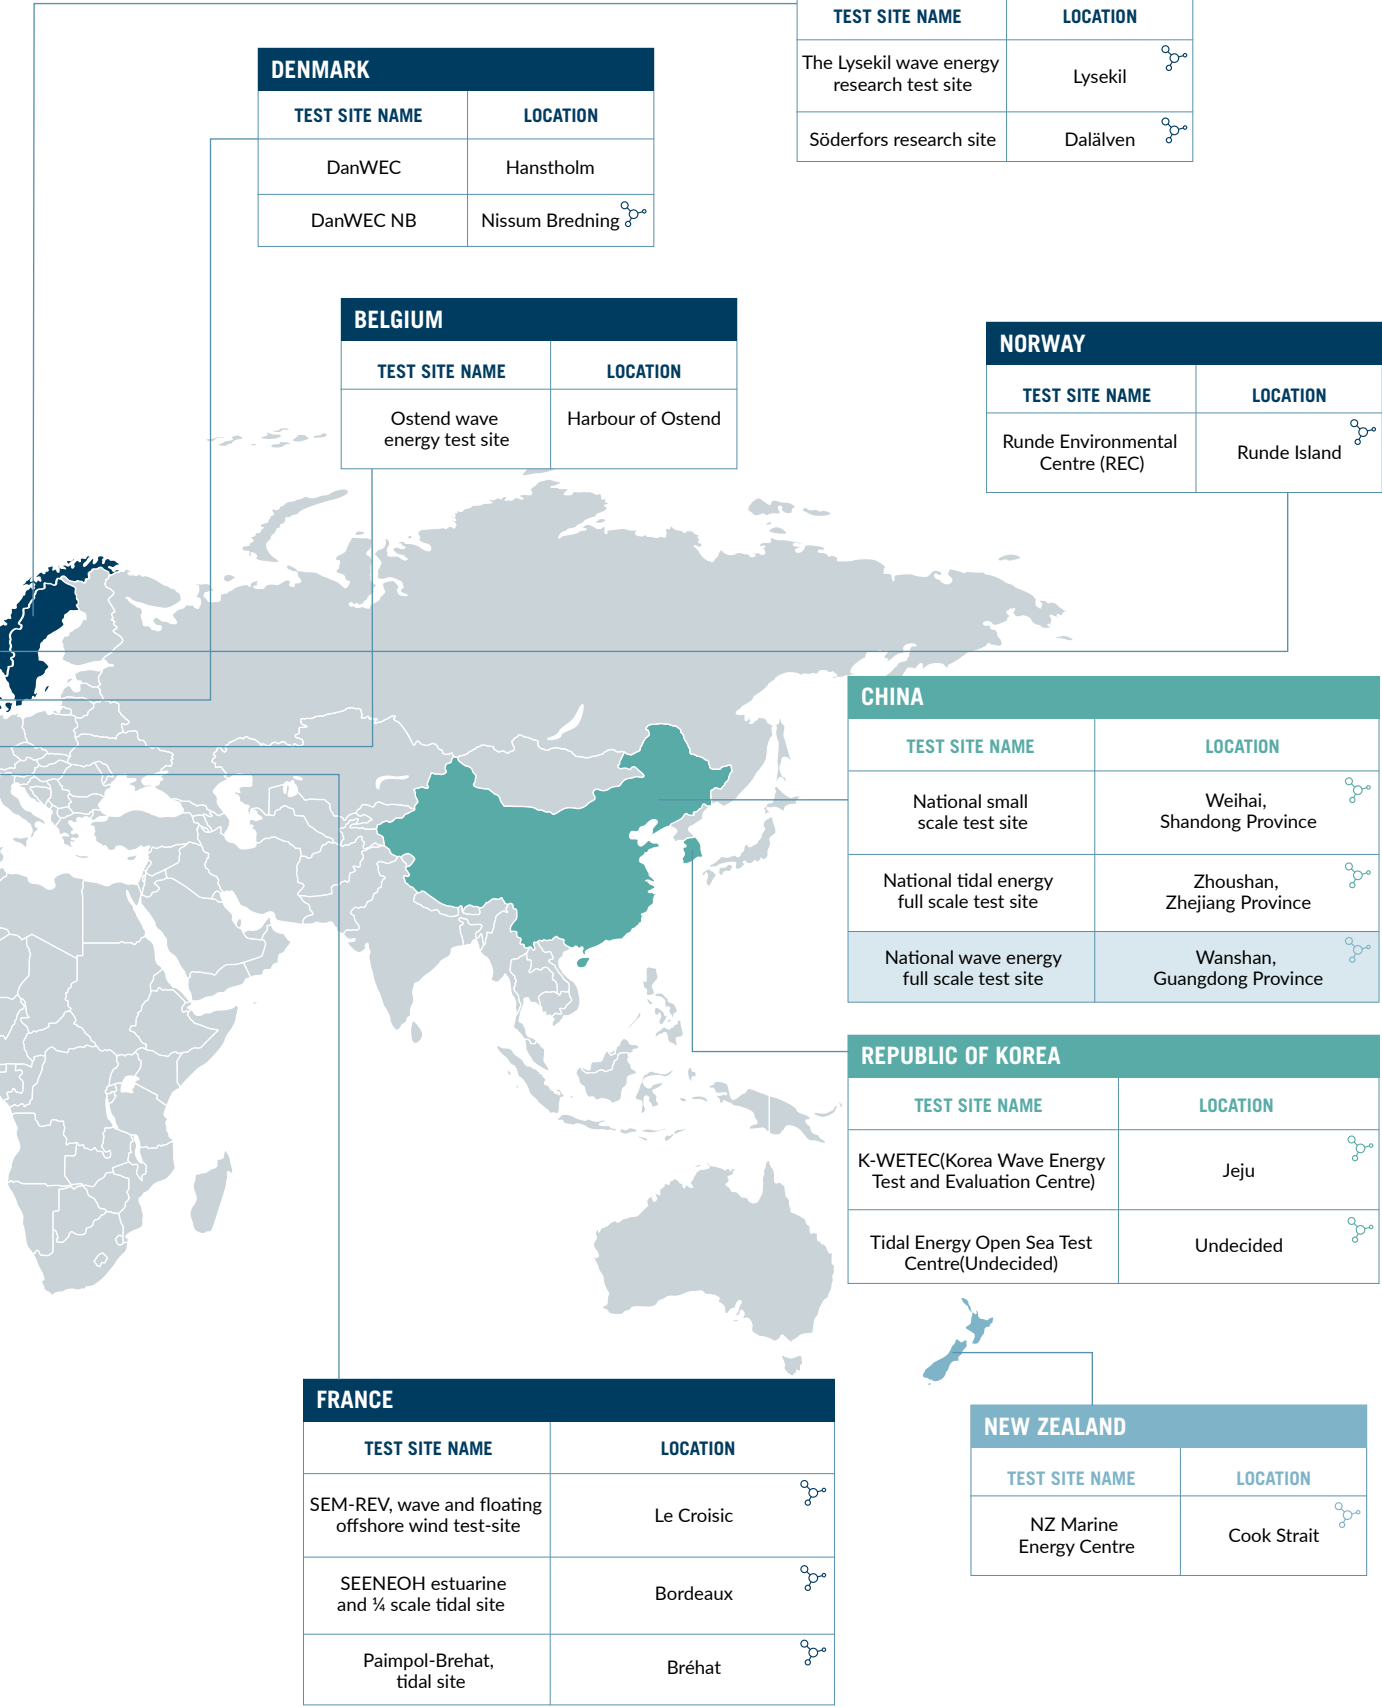 TEST SITE NAME LOCATION
The Lysekil wave energy
research test site
Lysekil
Söderfors research site Dalälven
DENMARK
TEST SITE NAME LOCATION
DanWEC Hanstholm
DanWEC NB Nissum Bredning
BELGIUM
TEST SITE NAME LOCATION
Ostend wave
energy test site
Harbour of Ostend
NORWAY
TEST SITE NAME LOCATION
Runde Environmental
Centre (REC)
Runde Island
CHINA
TEST SITE NAME LOCATION
National small
scale test site
Weihai,
Shandong Province
National tidal energy
full scale test site
Zhoushan,
Zhejiang Province
National wave energy
full scale test site
Wanshan,
Guangdong Province
REPUBLIC OF KOREA
TEST SITE NAME LOCATION
K-WETEC(Korea Wave Energy
Test and Evaluation Centre)
Jeju
Tidal Energy Open Sea Test
Centre(Undecided)
Undecided
FRANCE
TEST SITE NAME LOCATION
SEM-REV, wave and floating
offshore wind test-site
Le Croisic
SEENEOH estuarine
and ¼ scale tidal site
Bordeaux
Paimpol-Brehat,
tidal site
Bréhat
NEW ZEALAND
TEST SITE NAME LOCATION
NZ Marine
Energy Centre
Cook Strait